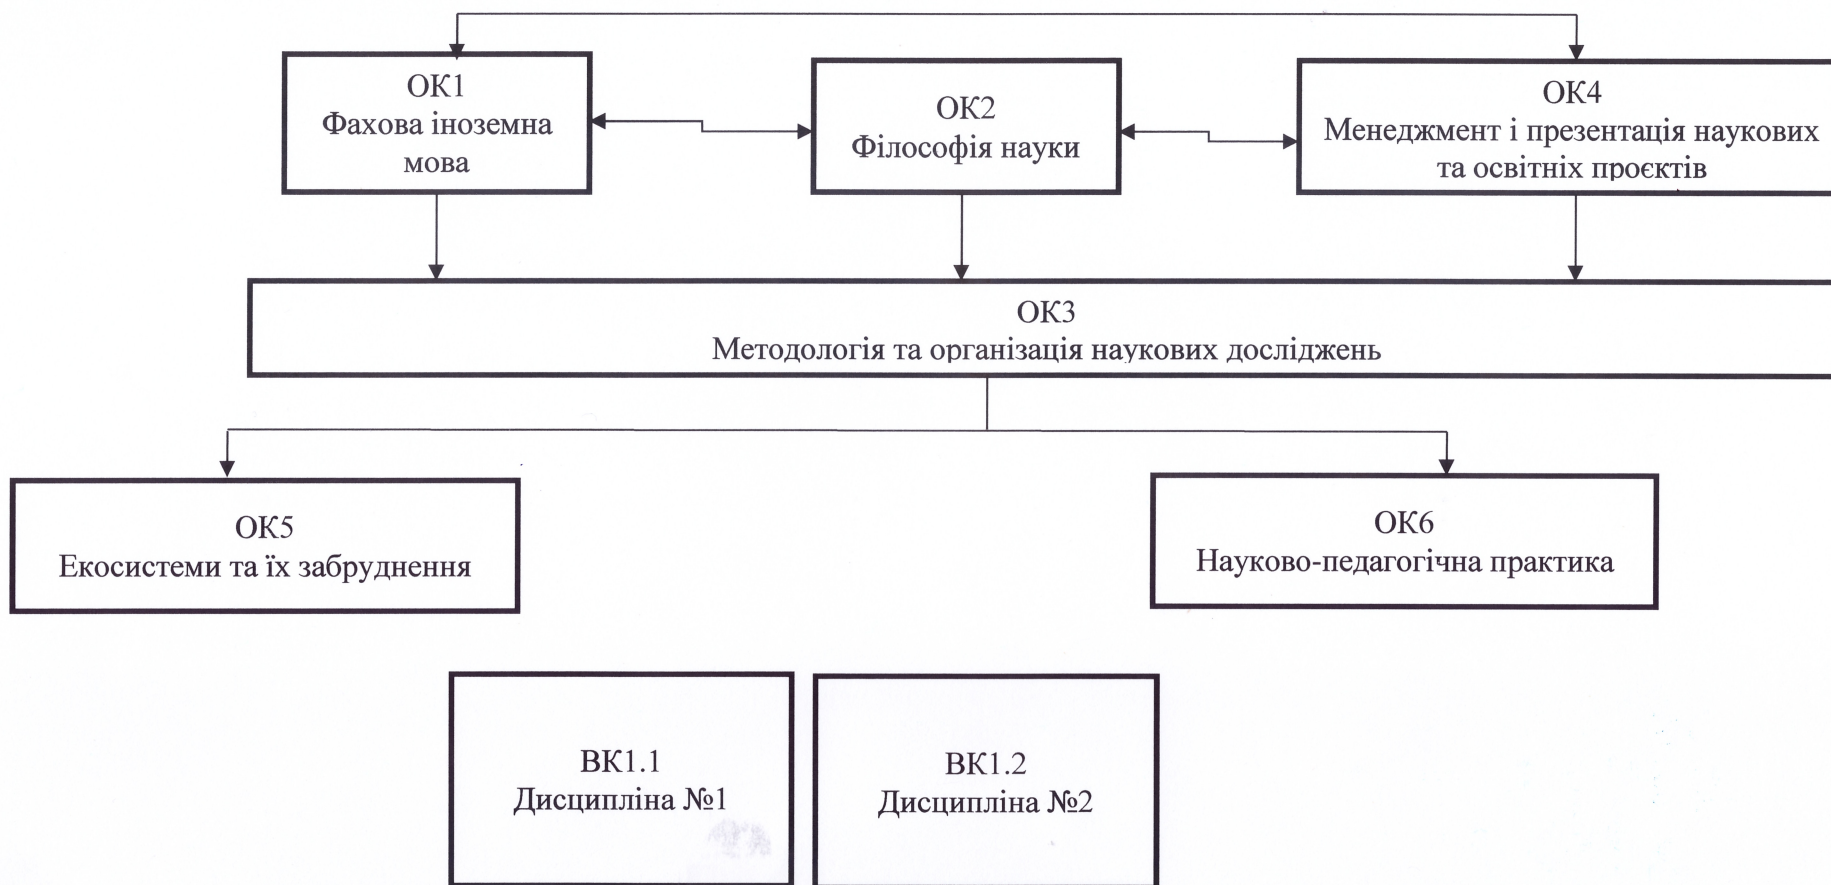 ОК1
Фахова іноземна
мова
ОК2
Філософія науки
ОК4
Менеджмент і презентація наукових
та освітніх проєктів
ОК3
Методологія та організація наукових досліджень
ОК5
Екосистеми та їх забруднення
ОК6
Науково-педагогічна практика
ВК1.1
Дисципліна №1
ВК1.2
Дисципліна №2